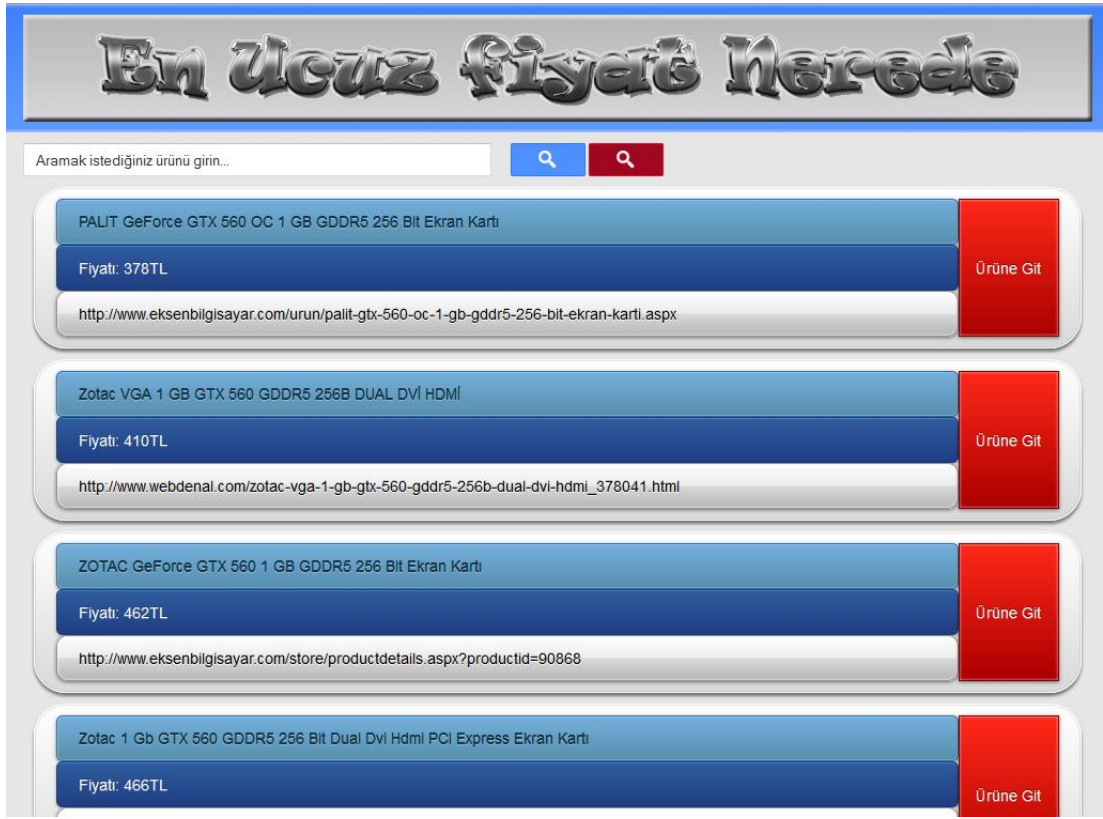 En Ucuz Fiyat Nerede
Aramak istediğiniz ürünü girin...
PALIT GeForce GTX 560 OC 1 GB GDDR5 256 Bit Ekran Kartı
Fiyatı: 378TL
Ürüne Git
http://www.eksenbilgisayar.com/urun/palit-gtx-560-oc-1-gb-gddr5-256-bit-ekran-karti.aspx
Zotac VGA 1 GB GTX 560 GDDR5 256B DUAL DVİ HDMİ
Fiyatı: 410TL
Ürüne Git
http://www.webdenal.com/zotac-vga-1-gb-gtx-560-gddr5-256b-dual-dvi-hdmi_378041.html
ZOTAC GeForce GTX 560 1 GB GDDR5 256 Bit Ekran Kartı
Fiyatı: 462TL
Ürüne Git
http://www.eksenbilgisayar.com/store/productdetails.aspx?productid=90868
Zotac 1 Gb GTX 560 GDDR5 256 Bit Dual Dvi Hdmi PCI Express Ekran Kartı
Fiyatı: 466TL
Ürüne Git